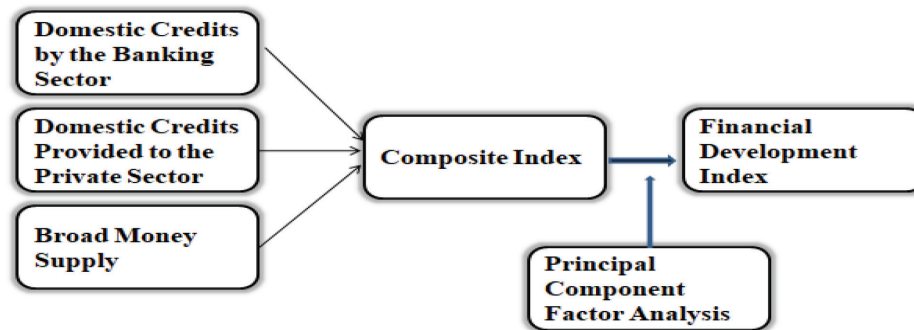 Domestic Credits
by the Banking
Sector
Domestic Credits
Provided to the
Private Sector
Broad Money
Supply
Composite Index
Financial
Development
Index
Principal
Component
Factor Analysis